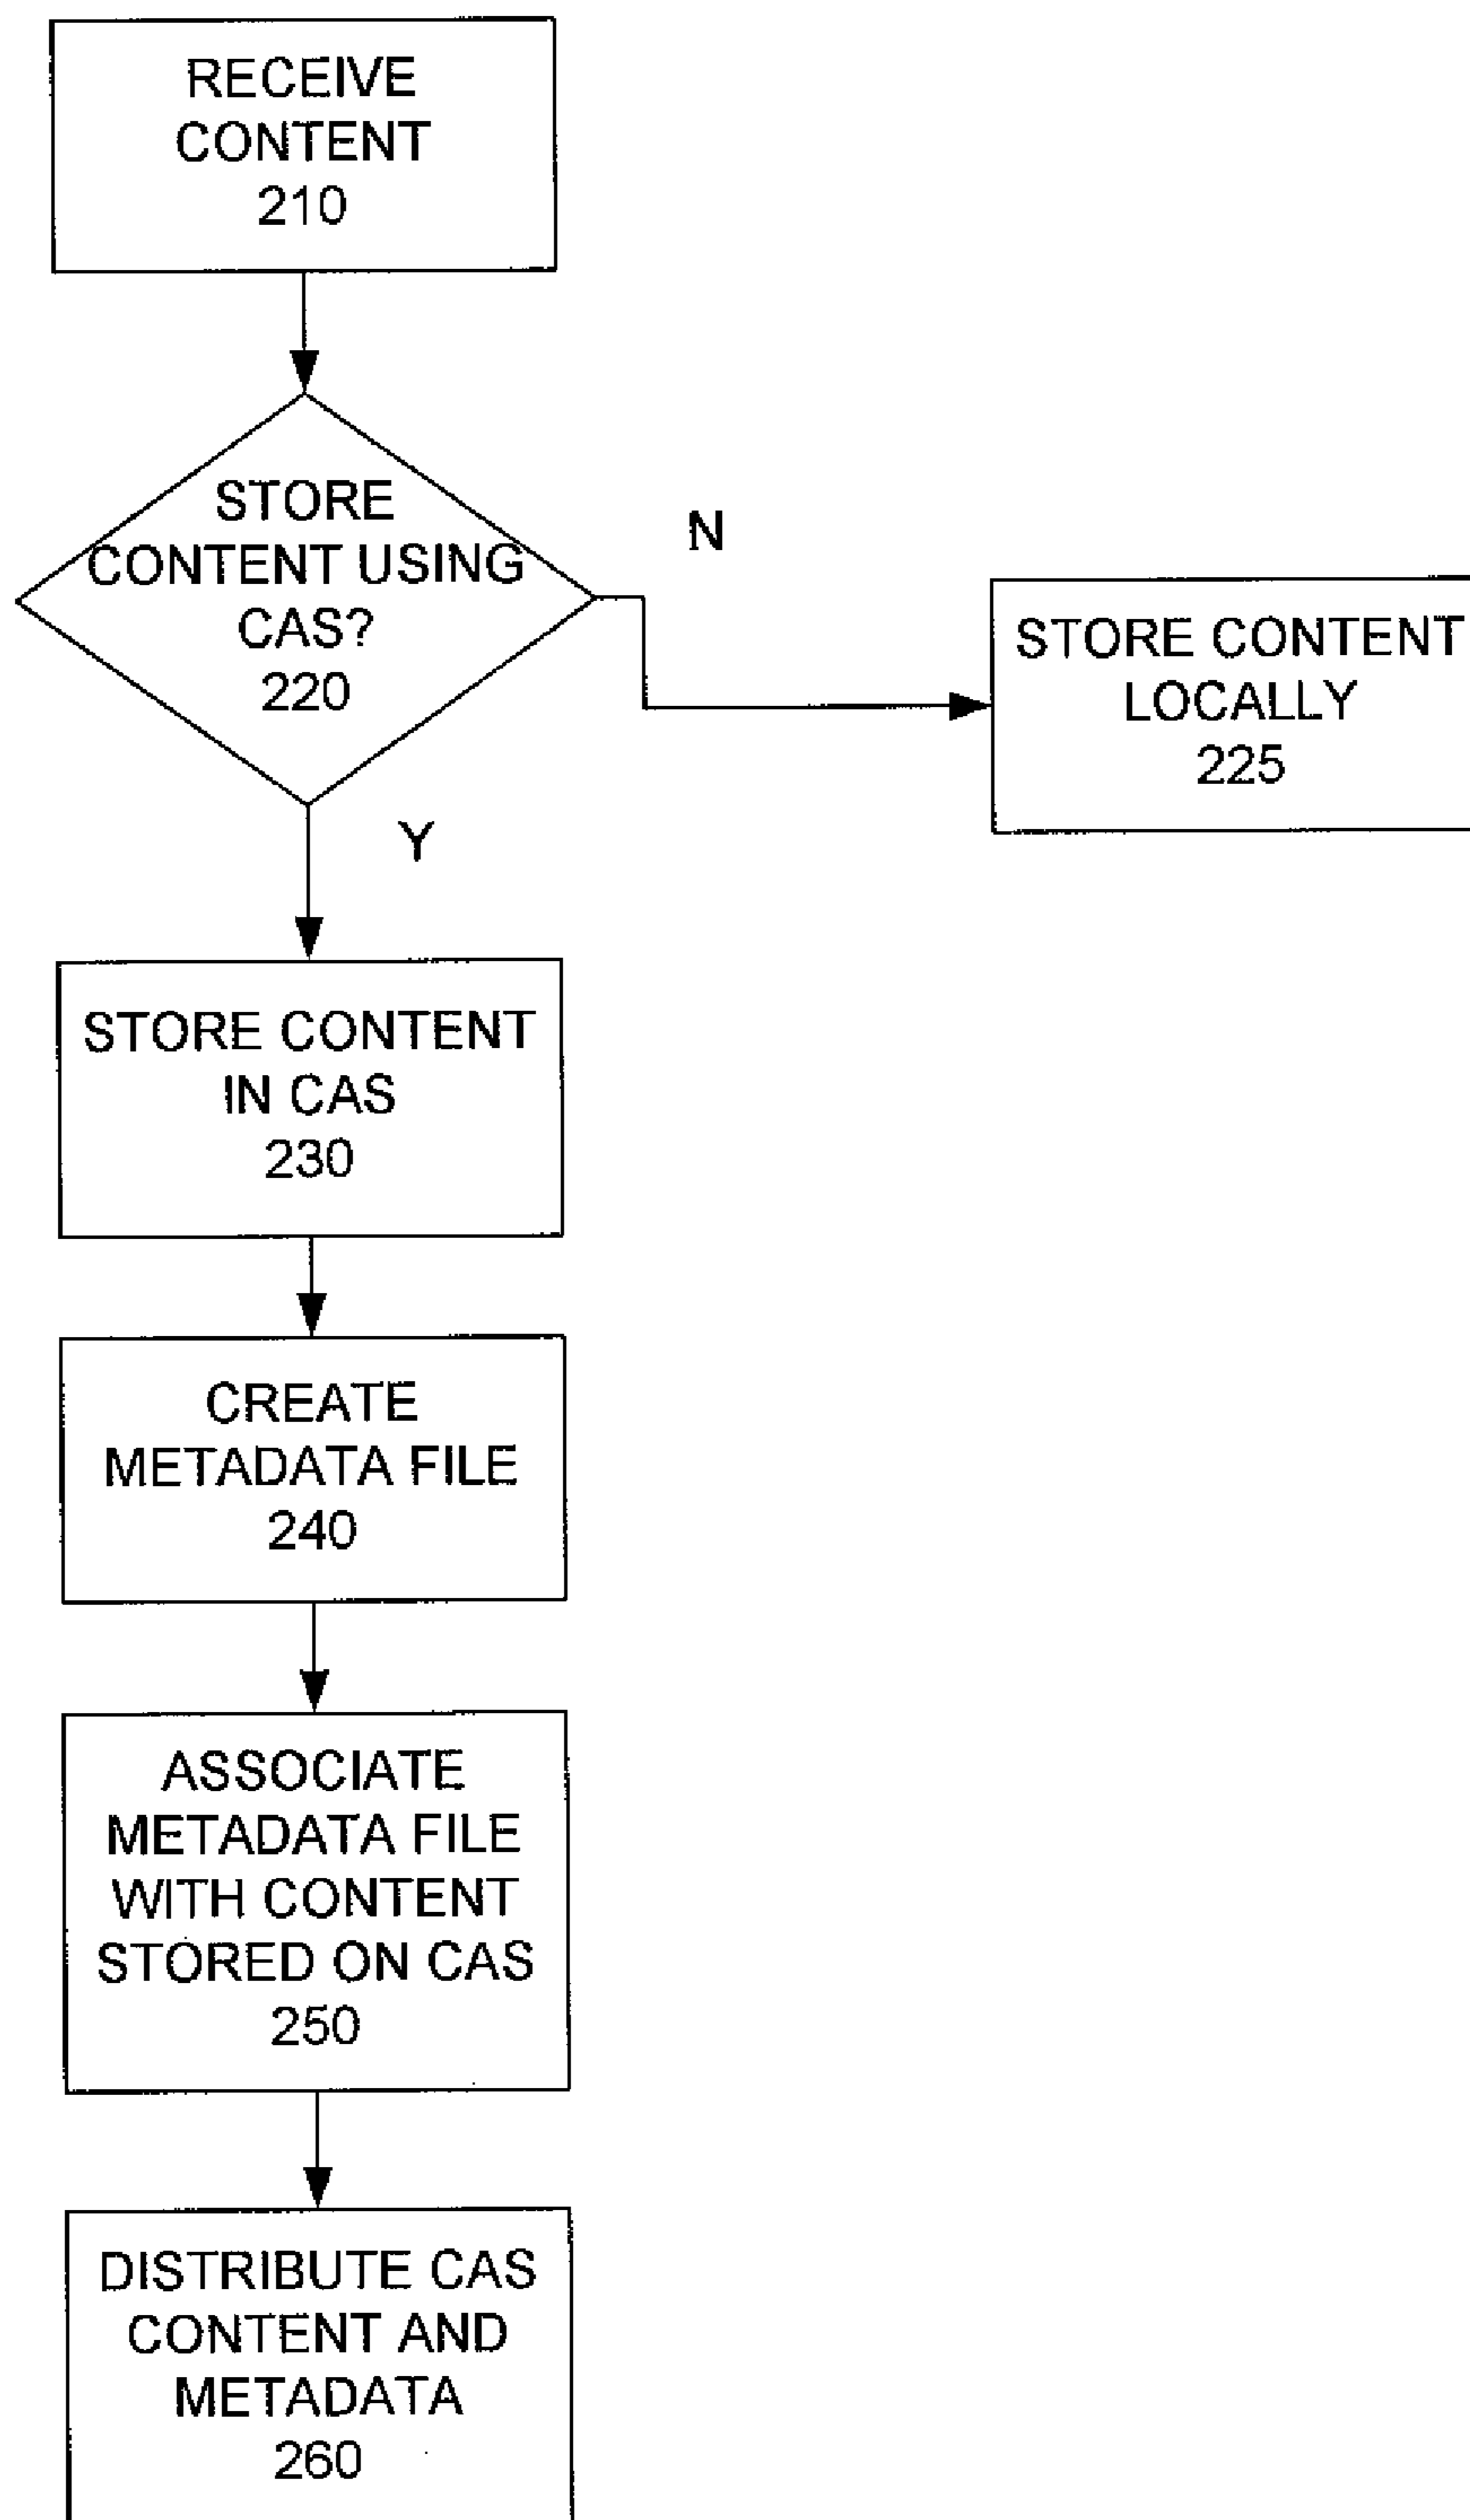 RECEIVE
CONTENT
210
STORE
CONTENT USING
CAS?
220
N
STORE CONTENT
LOCALLY
225
Y
STORE CONTENT
IN CAS
230
CREATE
METADATA FILE
240
ASSOCIATE
METADATA FILE
WITH CONTENT
STORED ON CAS
250
DISTRIBUTE CAS
CONTENT AND
METADATA
260